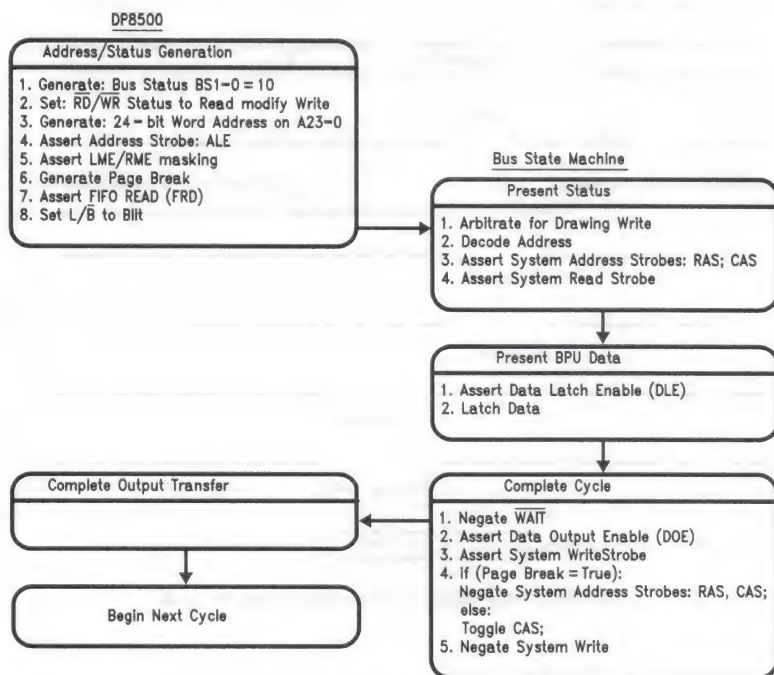 DP8500
Address/Status Generation
1. Generate: Bus Status BS1-0 = 10
2. Set: R̅D̅/W̅R̅ Status to Read modify Write
3. Generate: 24-bit Word Address on A23-0
4. Assert Address Strobe: ALE
5. Assert LME/RME masking
6. Generate Page Break
7. Assert FIFO READ (FRD)
8. Set L/B̅ to Blit
Bus State Machine
Present Status
1. Arbitrate for Drawing Write
2. Decode Address
3. Assert System Address Strobes: RAS; CAS
4. Assert System Read Strobe
Present BPU Data
1. Assert Data Latch Enable (DLE)
2. Latch Data
Complete Cycle
1. Negate W̅A̅I̅T̅
2. Assert Data Output Enable (DOE)
3. Assert System WriteStrobe
4. if (Page Break = True):
Negate System Address Strobes: RAS, CAS;
else:
Toggle CAS;
5. Negate System Write
Complete Output Transfer
Begin Next Cycle